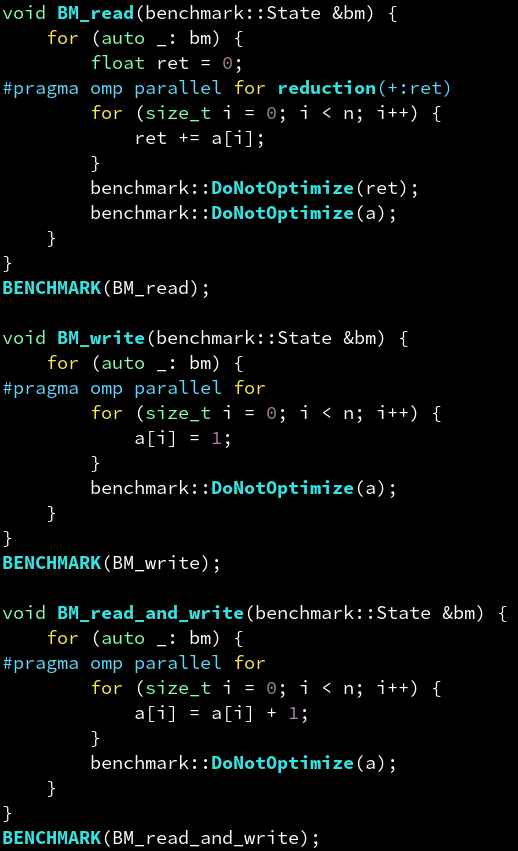 void BM_read(benchmark::State &bm) {
    for (auto _: bm) {
        float ret = 0;
#pragma omp parallel for reduction(+:ret)
        for (size_t i = 0; i < n; i++) {
            ret += a[i];
        }
        benchmark::DoNotOptimize(ret);
        benchmark::DoNotOptimize(a);
    }
}
BENCHMARK(BM_read);

void BM_write(benchmark::State &bm) {
    for (auto _: bm) {
#pragma omp parallel for
        for (size_t i = 0; i < n; i++) {
            a[i] = 1;
        }
        benchmark::DoNotOptimize(a);
    }
}
BENCHMARK(BM_write);

void BM_read_and_write(benchmark::State &bm) {
    for (auto _: bm) {
#pragma omp parallel for
        for (size_t i = 0; i < n; i++) {
            a[i] = a[i] + 1;
        }
        benchmark::DoNotOptimize(a);
    }
}
BENCHMARK(BM_read_and_write);